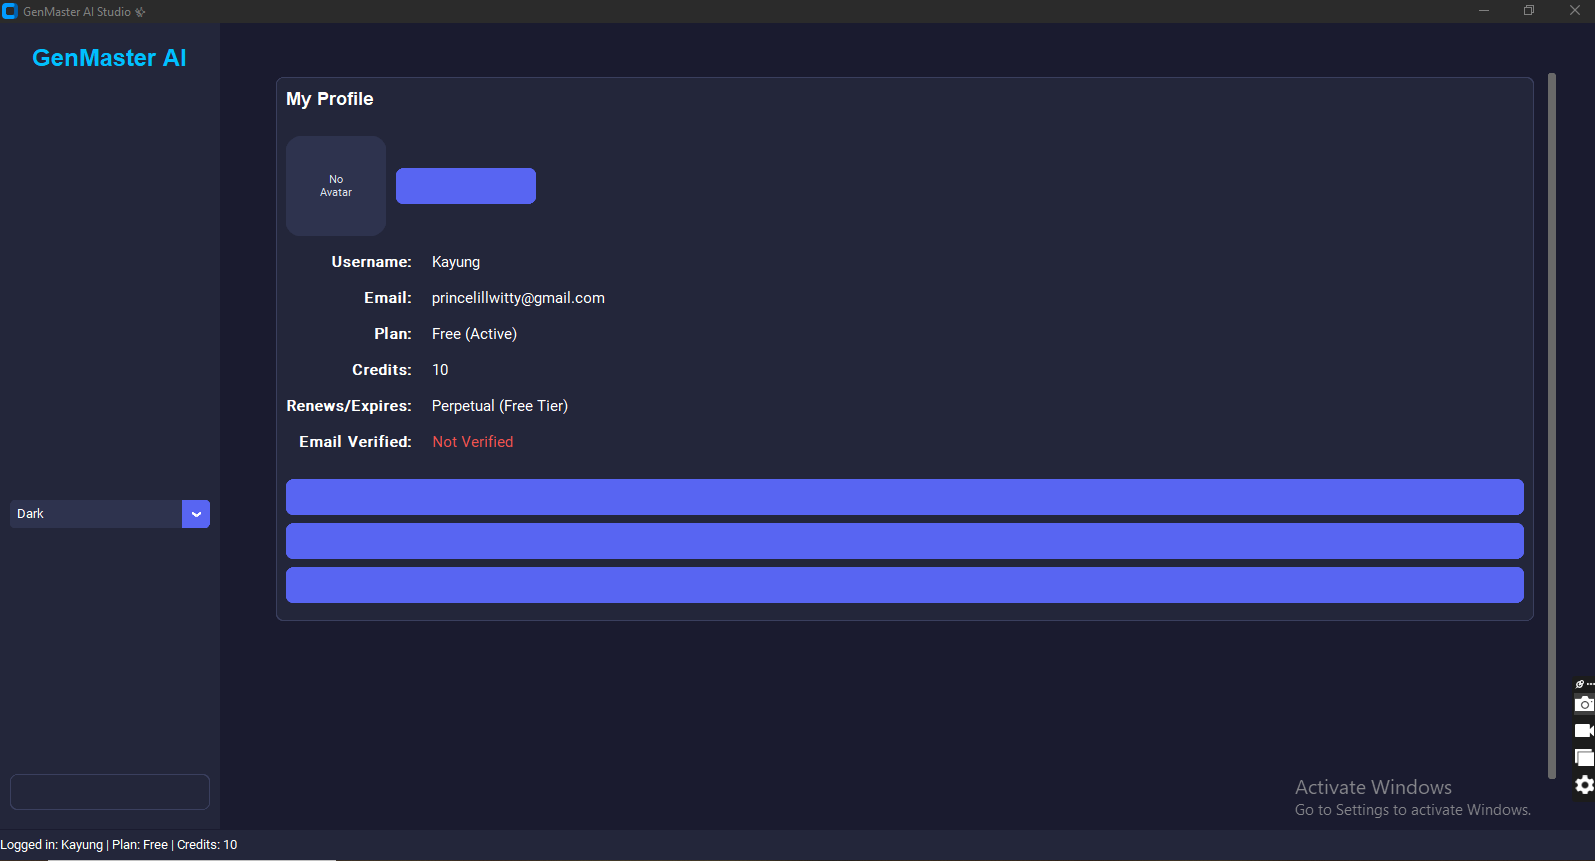 GenMaster AI Studio
GenMaster AI
My Profile
No
Avatar
Username: Kayung
Email: princelillwitty@gmail.com
Plan: Free (Active)
Credits: 10
Renews/Expires: Perpetual (Free Tier)
Email Verified: Not Verified
Dark
Activate Windows
Go to Settings to activate Windows.
Logged in: Kayung | Plan: Free | Credits: 10